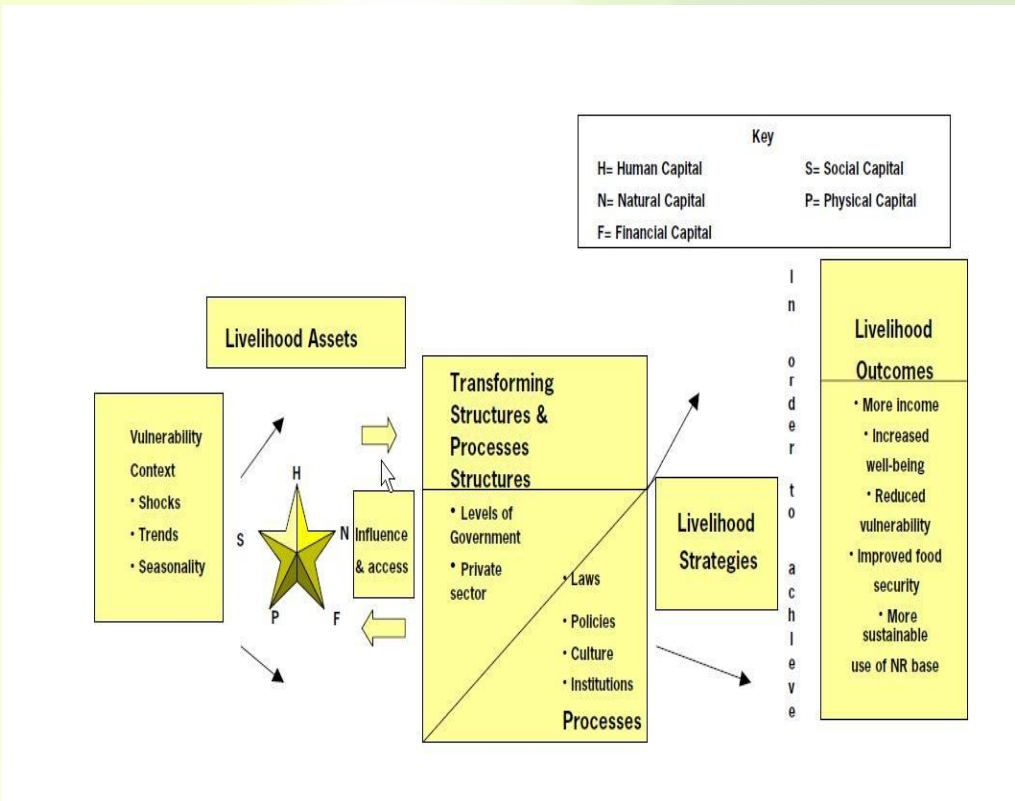 Key
H= Human Capital
S= Social Capital
N= Natural Capital
P= Physical Capital
F= Financial Capital
Livelihood Assets
Vulnerability
Context
• Shocks
• Trends
• Seasonality
H
S
N
P
F
Influence
& access
Transforming
Structures &
Processes
Structures
• Levels of
Government
• Private
sector
• Laws
• Policies
• Culture
• Institutions
Processes
Livelihood
Strategies
In order to achieve
Livelihood
Outcomes
• More income
• Increased
well-being
• Reduced
vulnerability
• Improved food
security
• More
sustainable
use of NR base